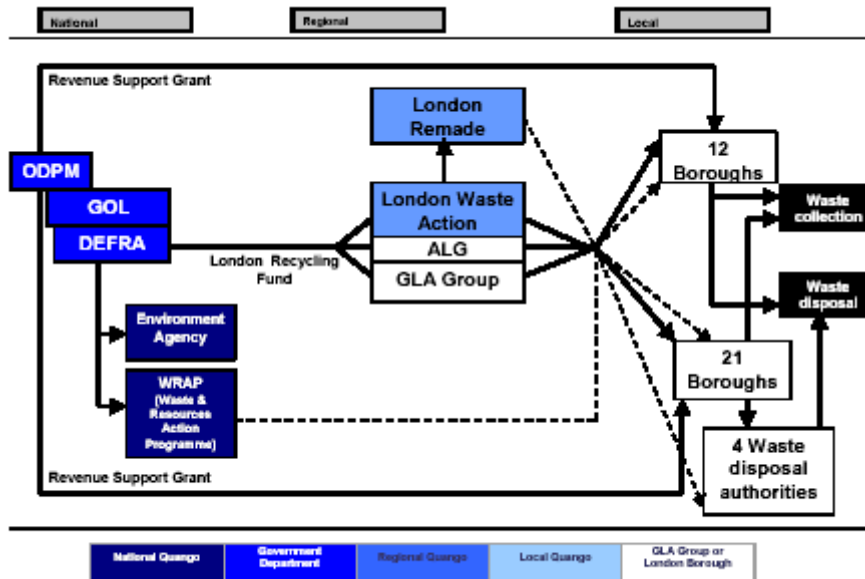 National
Regional
Local
Revenue Support Grant
London
Remade
12
Boroughs
ODPM
GOL
DEFRA
London Waste
Action
ALG
GLA Group
London Recycling
Fund
Waste
collection
Waste
disposal
Environment
Agency
WRAP
(Waste &
Resources
Action
Programme)
21
Boroughs
4 Waste
disposal
authorities
Revenue Support Grant
National Quango
Government
Department
Regional Quango
Local Quango
GLA Group or
London Borough